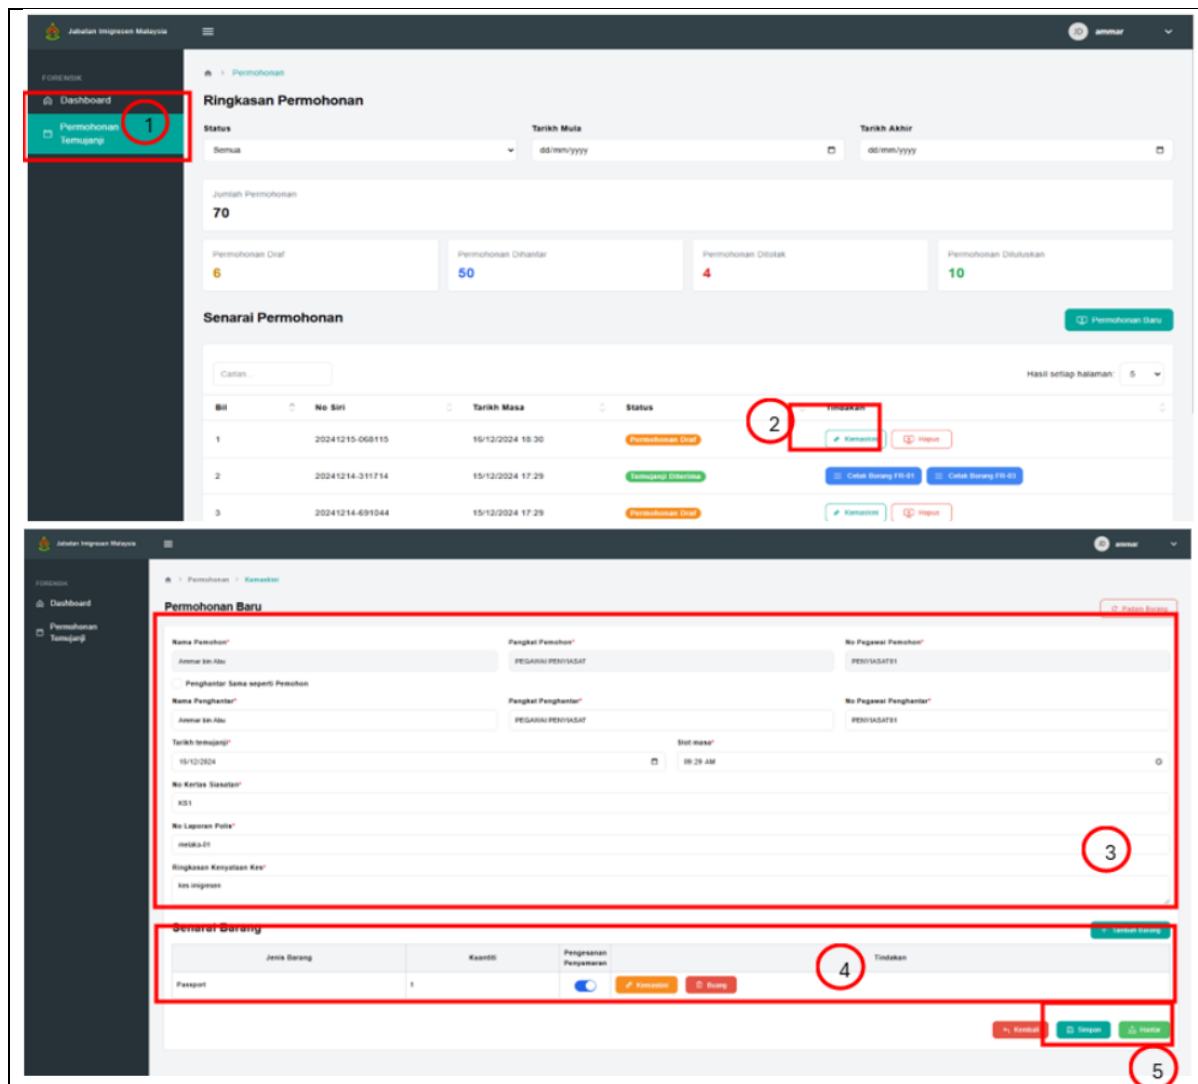 Jabatan Imigresen Malaysia
JD ammar
FORENSIK
Dashboard
Permohonan
Temujanji
1
Permohonan
Ringkasan Permohonan
Status Tarikh Mula Tarikh Akhir
Semua dd/mm/yyyy dd/mm/yyyy
Jumlah Permohonan
70
Permohonan Draf Permohonan Dihantar Permohonan Ditolak Permohonan Diluluskan
6 50 4 10
Senarai Permohonan Permohonan Baru
Carian... Hasil setiap halaman: 5
Bil No Siri Tarikh Masa Status Tindakan
2
1 20241215-068115 16/12/2024 18:30 Permohonan Draf Kemaskini Hapus
2 20241214-311714 15/12/2024 17:29 Temujanji Diterima Cetak Borang FR-01 Cetak Borang FR-03
3 20241214-691044 15/12/2024 17:29 Permohonan Draf Kemaskini Hapus
Jabatan Imigresen Malaysia
JD ammar
FORENSIK
Dashboard
Permohonan
Temujanji
Permohonan Kemaskini
Permohonan Baru Padam Borang
Nama Pemohon* Pangkat Pemohon* No Pegawai Pemohon*
Ammar bin Abu PEGAWAI PENYIASAT PENYIASAT01
Penghantar Sama seperti Pemohon
Nama Penghantar* Pangkat Penghantar* No Pegawai Penghantar*
Ammar bin Abu PEGAWAI PENYIASAT PENYIASAT01
Tarikh temujanji* Slot masa*
15/12/2024 09:29 AM
No Kertas Siasatan*
KS1
No Laporan Polis*
melaka-01
3
Ringkasan Kenyataan Kes*
kes imigresen
Senarai Barang + Tambah Barang
Jenis Barang Kuantiti Pengesanan Penyamaran Tindakan
4
Passport 1 Kemaskini Buang
Kembali Simpan Hantar
5